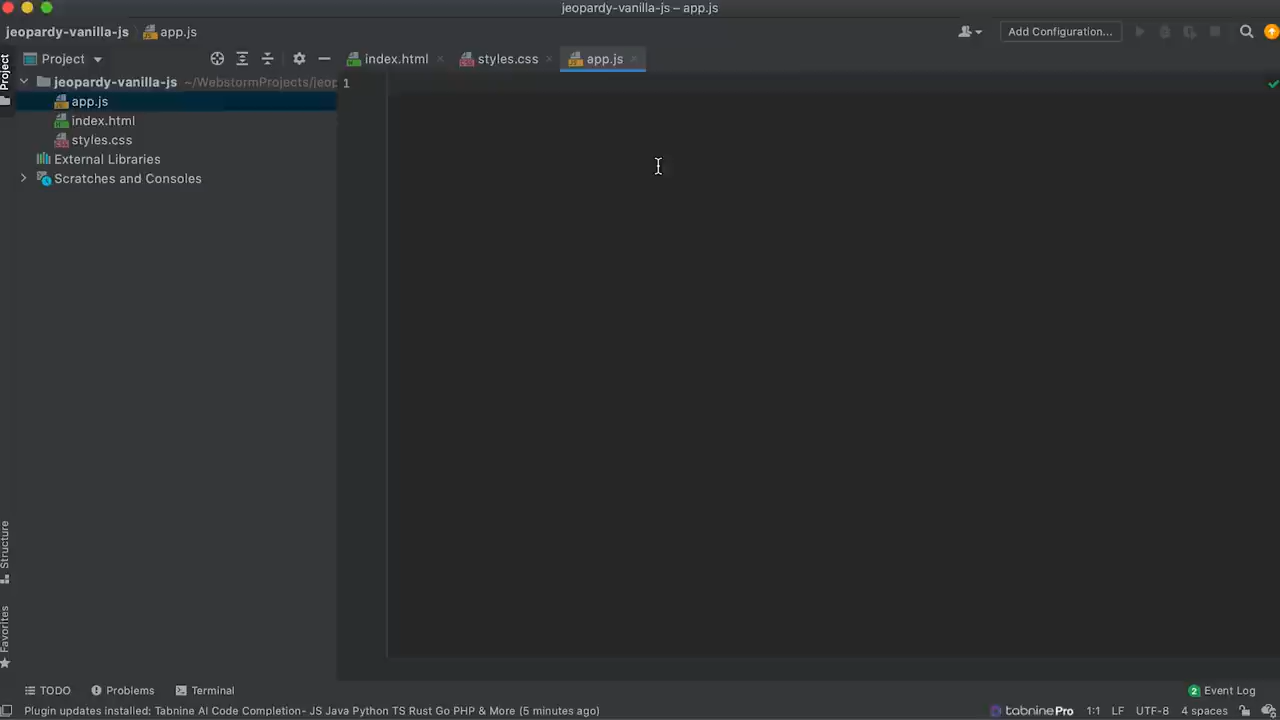 jeopardy-vanilla-js – app.js
jeopardy-vanilla-js app.js
Add Configuration...
Project
Project
index.html
styles.css
app.js
jeopardy-vanilla-js ~/WebstormProjects/jeop
1
app.js
index.html
styles.css
External Libraries
Scratches and Consoles
Structure
Favorites
TODO
Problems
Terminal
2 Event Log
Plugin updates installed: Tabnine AI Code Completion- JS Java Python TS Rust Go PHP & More (5 minutes ago)
tabninePro
1:1
LF
UTF-8
4 spaces